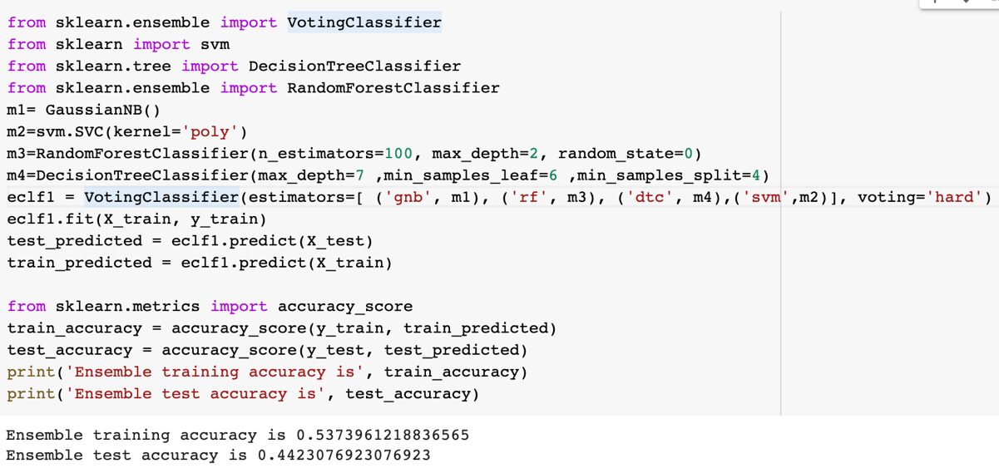 from sklearn.ensemble import VotingClassifier
from sklearn import svm
from sklearn.tree import DecisionTreeClassifier
from sklearn.ensemble import RandomForestClassifier
m1= GaussianNB()
m2=svm.SVC(kernel='poly')
m3=RandomForestClassifier(n_estimators=100, max_depth=2, random_state=0)
m4=DecisionTreeClassifier(max_depth=7 ,min_samples_leaf=6 ,min_samples_split=4)
eclf1 = VotingClassifier(estimators=[ ('gnb', m1), ('rf', m3), ('dtc', m4),('svm',m2)], voting='hard')
eclf1.fit(X_train, y_train)
test_predicted = eclf1.predict(X_test)
train_predicted = eclf1.predict(X_train)

from sklearn.metrics import accuracy_score
train_accuracy = accuracy_score(y_train, train_predicted)
test_accuracy = accuracy_score(y_test, test_predicted)
print('Ensemble training accuracy is', train_accuracy)
print('Ensemble test accuracy is', test_accuracy)

Ensemble training accuracy is 0.5373961218836565
Ensemble test accuracy is 0.4423076923076923